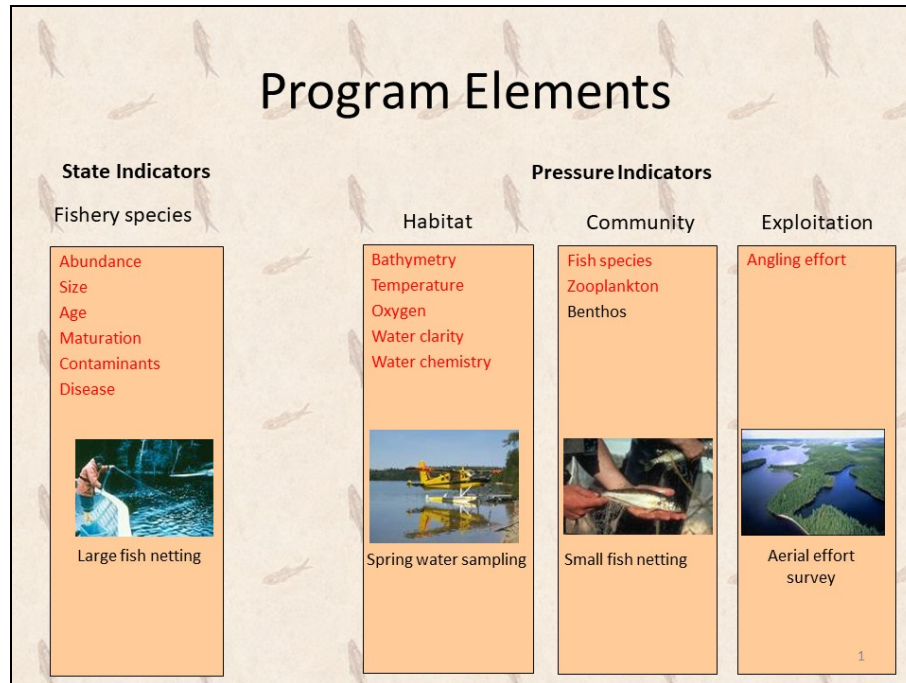 Program Elements
State Indicators
Pressure Indicators
Fishery species
Habitat
Community
Exploitation
Abundance
Size
Age
Maturation
Contaminants
Disease
Large fish netting
Bathymetry
Temperature
Oxygen
Water clarity
Water chemistry
Spring water sampling
Fish species
Zooplankton
Benthos
Small fish netting
Angling effort
Aerial effort
survey
1